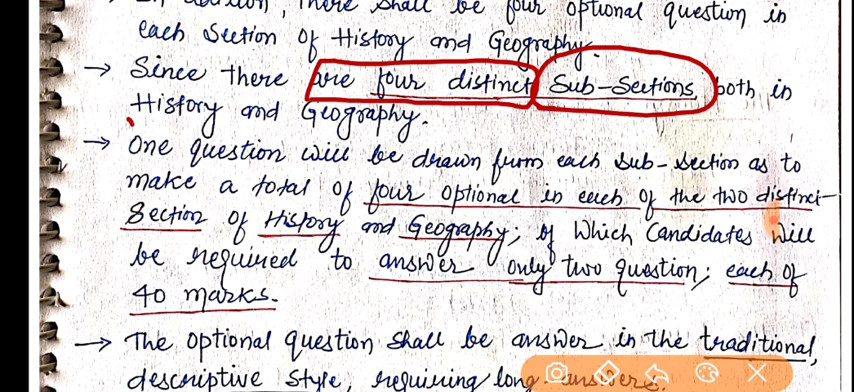 there shall be four optional question in
each Section of History and Geography.
→ Since there are four distinct Sub-Sections both in
History and Geography.
→ One question will be drawn from each sub-section as to
make a total of four optional in each of the two distinct-
Section of History and Geography; of which candidates will
be required to answer only two question; each of
40 marks.
→ The optional question shall be answer in the traditional,
descriptive style, requiring long answers.